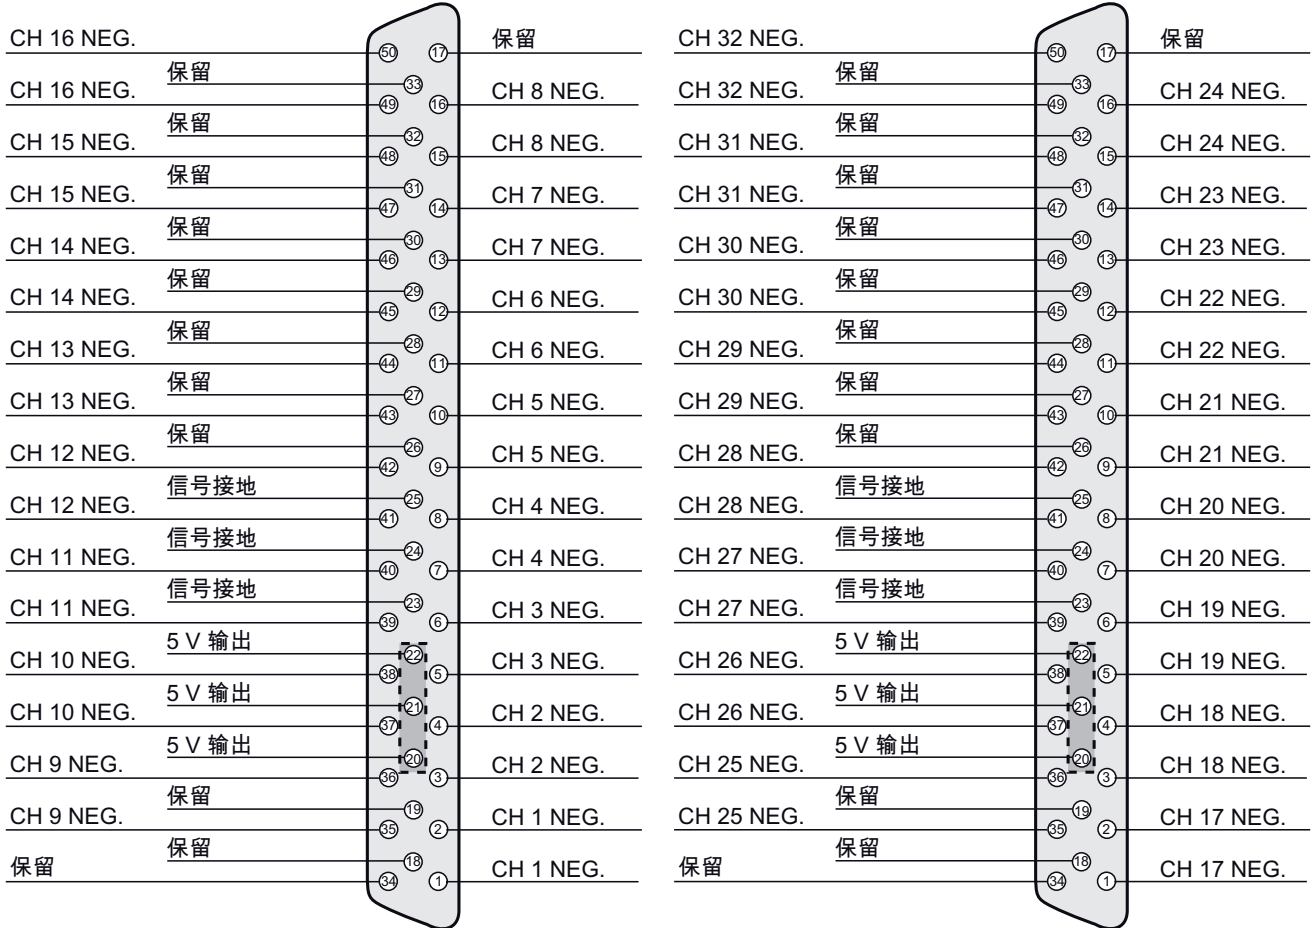 CH 16 NEG. 50 17 保留
保留 33
CH 16 NEG. 49 16 CH 8 NEG.
保留 32
CH 15 NEG. 48 15 CH 8 NEG.
保留 31
CH 15 NEG. 47 14 CH 7 NEG.
保留 30
CH 14 NEG. 46 13 CH 7 NEG.
保留 29
CH 14 NEG. 45 12 CH 6 NEG.
保留 28
CH 13 NEG. 44 11 CH 6 NEG.
保留 27
CH 13 NEG. 43 10 CH 5 NEG.
保留 26
CH 12 NEG. 42 9 CH 5 NEG.
信号接地 25
CH 12 NEG. 41 8 CH 4 NEG.
信号接地 24
CH 11 NEG. 40 7 CH 4 NEG.
信号接地 23
CH 11 NEG. 39 6 CH 3 NEG.
5 V 输出 22
CH 10 NEG. 38 5 CH 3 NEG.
5 V 输出 21
CH 10 NEG. 37 4 CH 2 NEG.
5 V 输出 20
CH 9 NEG. 36 3 CH 2 NEG.
保留 19
CH 9 NEG. 35 2 CH 1 NEG.
保留 18
保留 34 1 CH 1 NEG.
CH 32 NEG. 50 17 保留
保留 33
CH 32 NEG. 49 16 CH 24 NEG.
保留 32
CH 31 NEG. 48 15 CH 24 NEG.
保留 31
CH 31 NEG. 47 14 CH 23 NEG.
保留 30
CH 30 NEG. 46 13 CH 23 NEG.
保留 29
CH 30 NEG. 45 12 CH 22 NEG.
保留 28
CH 29 NEG. 44 11 CH 22 NEG.
保留 27
CH 29 NEG. 43 10 CH 21 NEG.
保留 26
CH 28 NEG. 42 9 CH 21 NEG.
信号接地 25
CH 28 NEG. 41 8 CH 20 NEG.
信号接地 24
CH 27 NEG. 40 7 CH 20 NEG.
信号接地 23
CH 27 NEG. 39 6 CH 19 NEG.
5 V 输出 22
CH 26 NEG. 38 5 CH 19 NEG.
5 V 输出 21
CH 26 NEG. 37 4 CH 18 NEG.
5 V 输出 20
CH 25 NEG. 36 3 CH 18 NEG.
保留 19
CH 25 NEG. 35 2 CH 17 NEG.
保留 18
保留 34 1 CH 17 NEG.